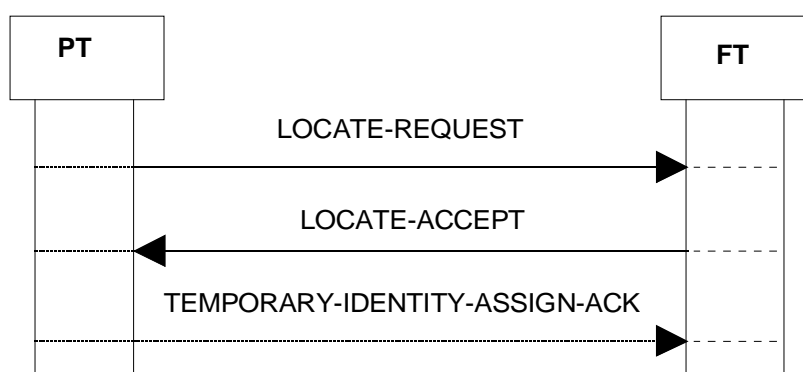 PT
FT
LOCATE-REQUEST
LOCATE-ACCEPT
TEMPORARY-IDENTITY-ASSIGN-ACK